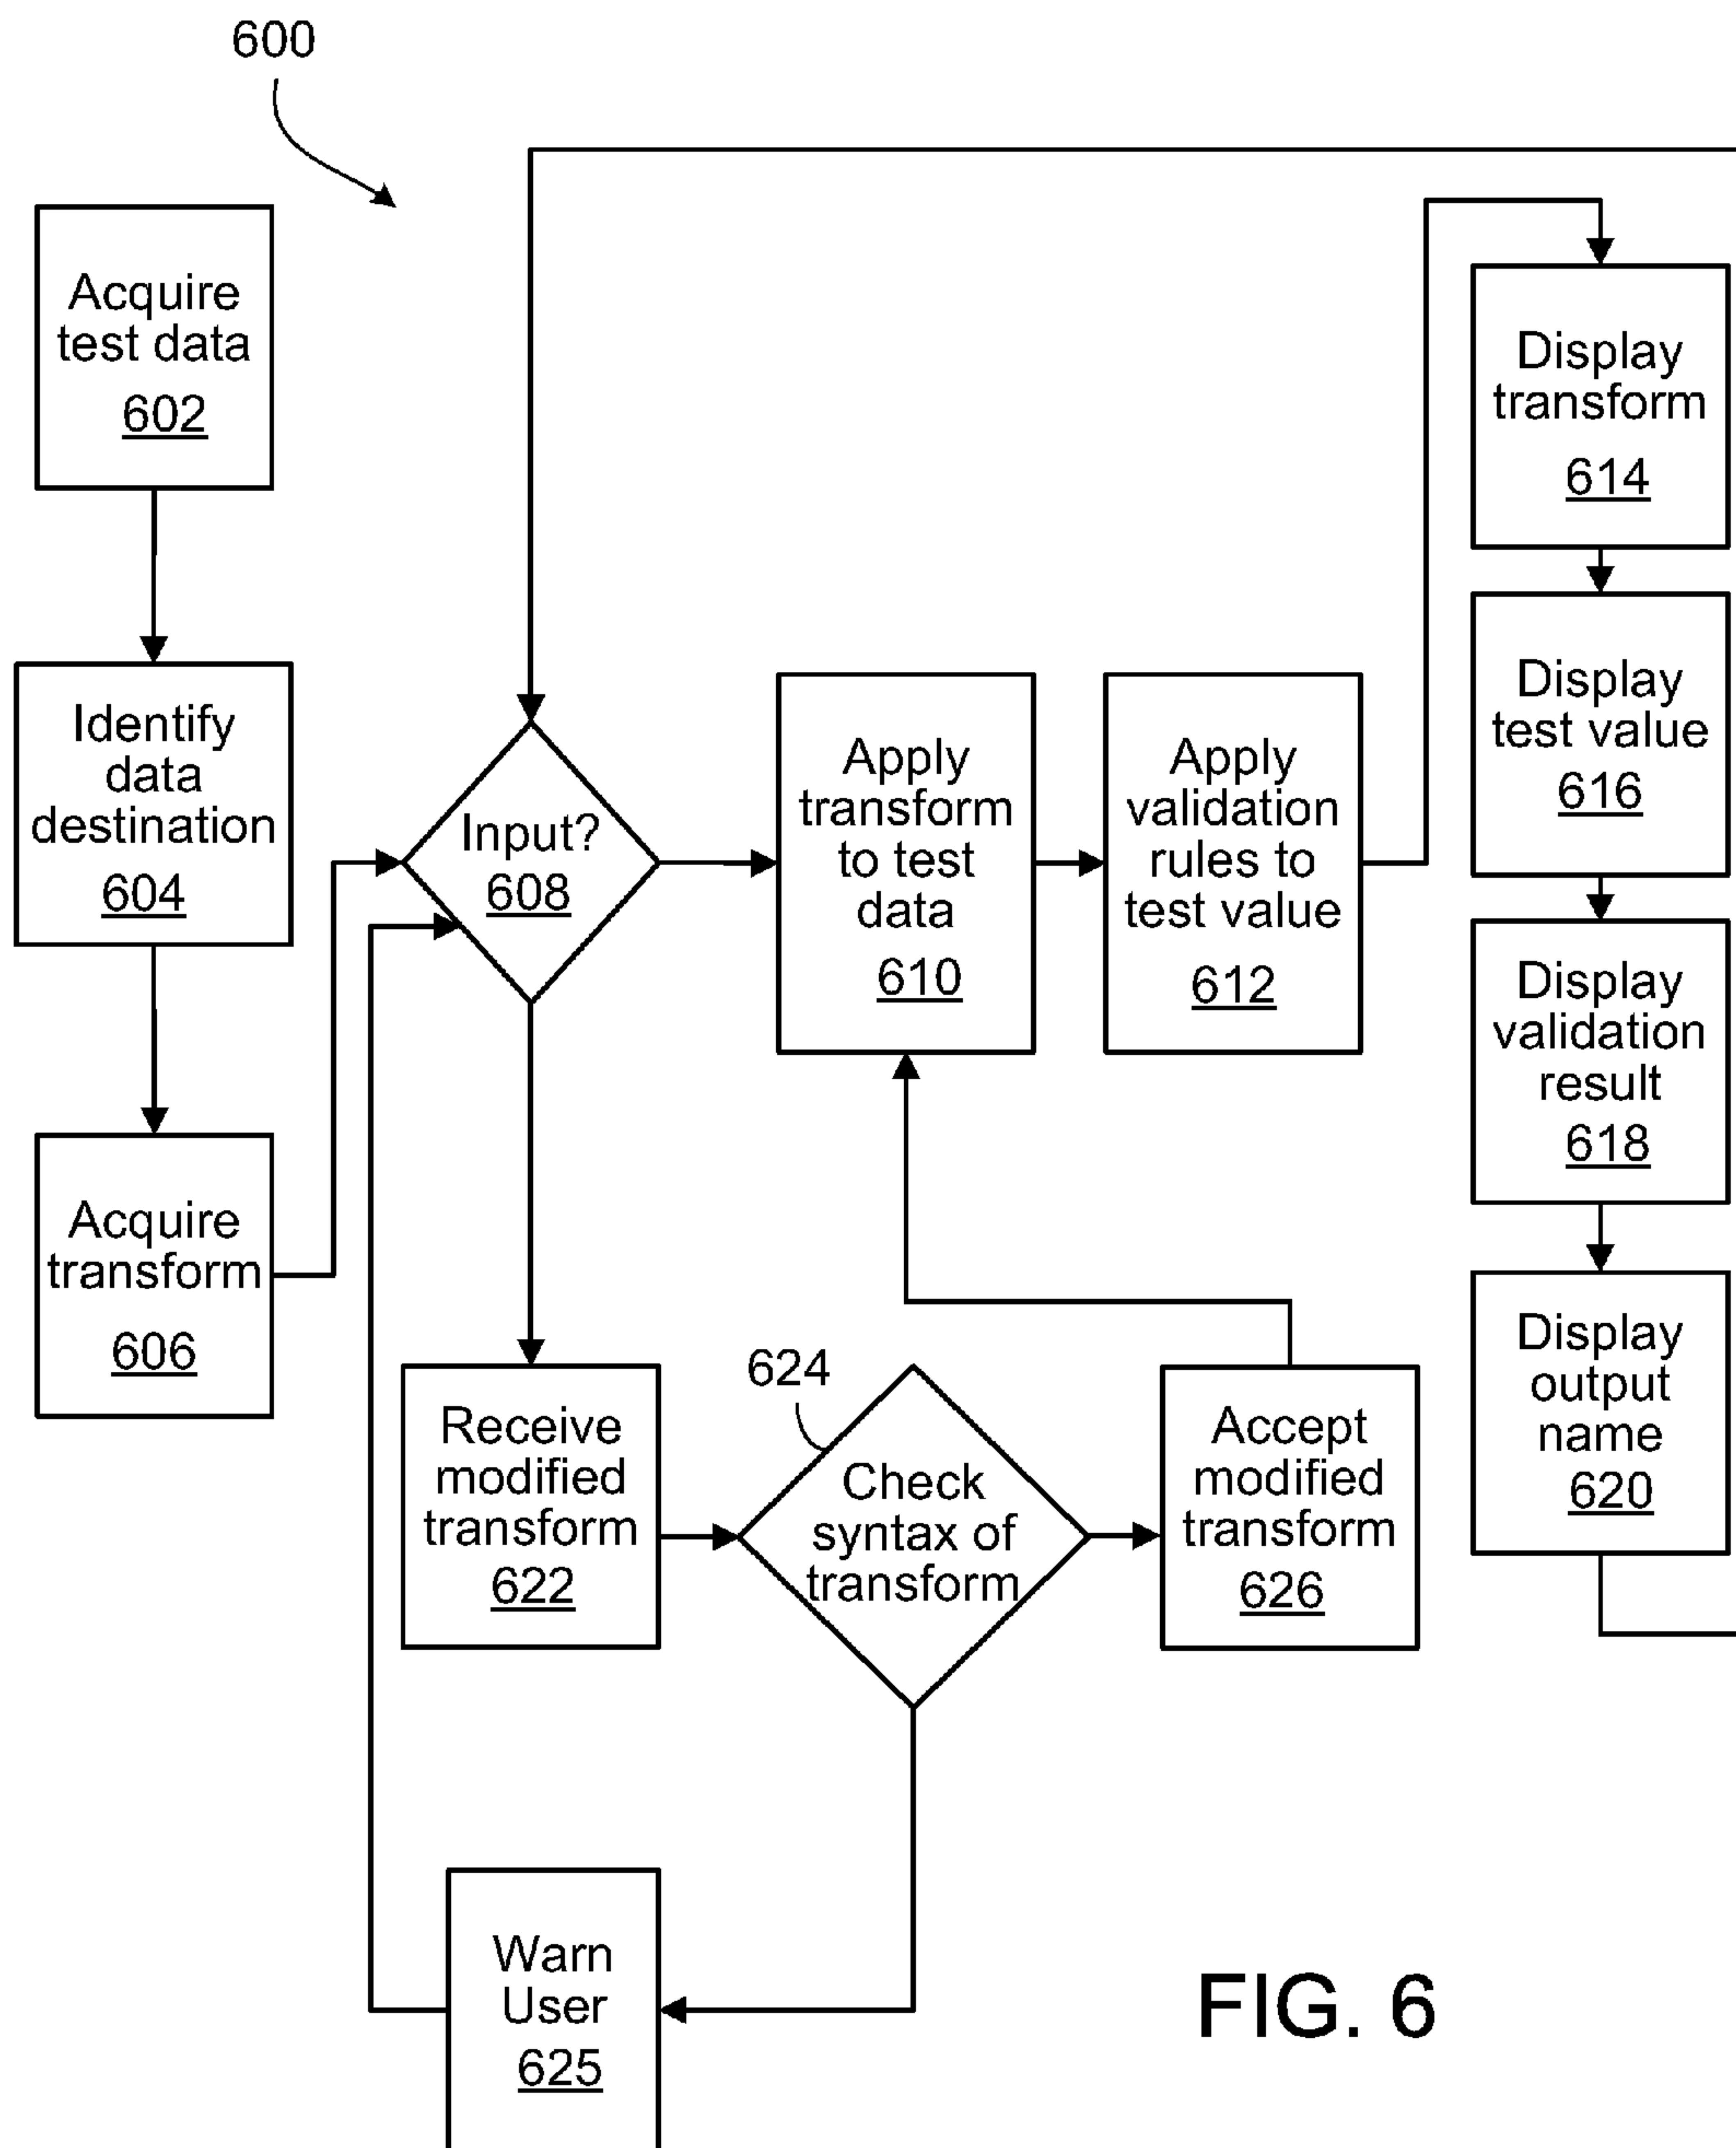 600
Acquire
test data
602
Identify
data
destination
604
Acquire
transform
606
Input?
608
Apply
transform
to test
data
610
Apply
validation
rules to
test value
612
Display
transform
614
Display
test value
616
Display
validation
result
618
Display
output
name
620
Receive
modified
transform
622
624
Check
syntax of
transform
Accept
modified
transform
626
Warn
User
625
FIG. 6